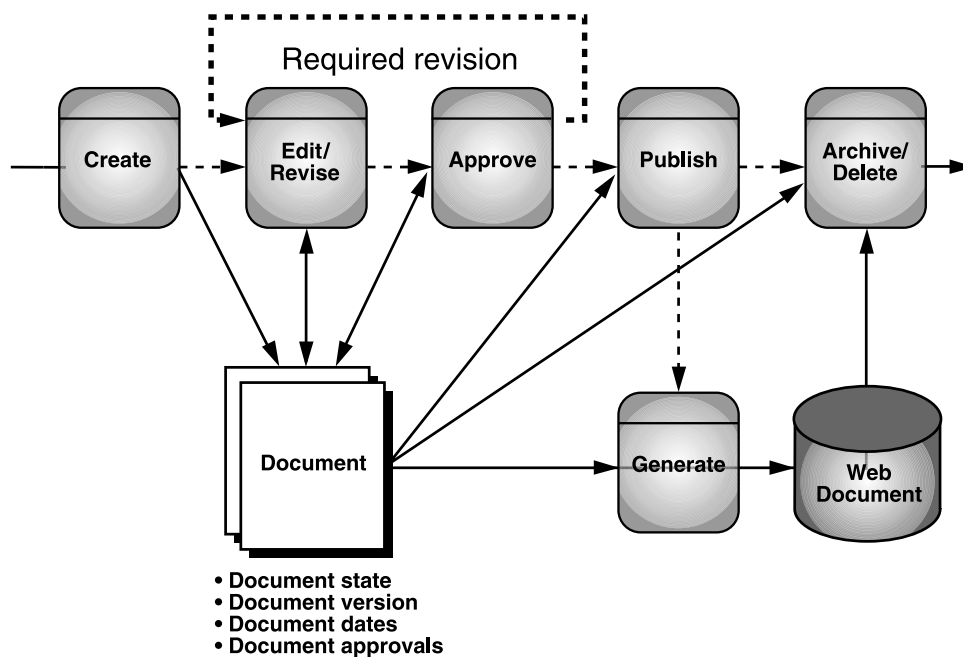 Required revision
Create
Edit/
Revise
Approve
Publish
Archive/
Delete
Document
Generate
Web
Document
• Document state
• Document version
• Document dates
• Document approvals